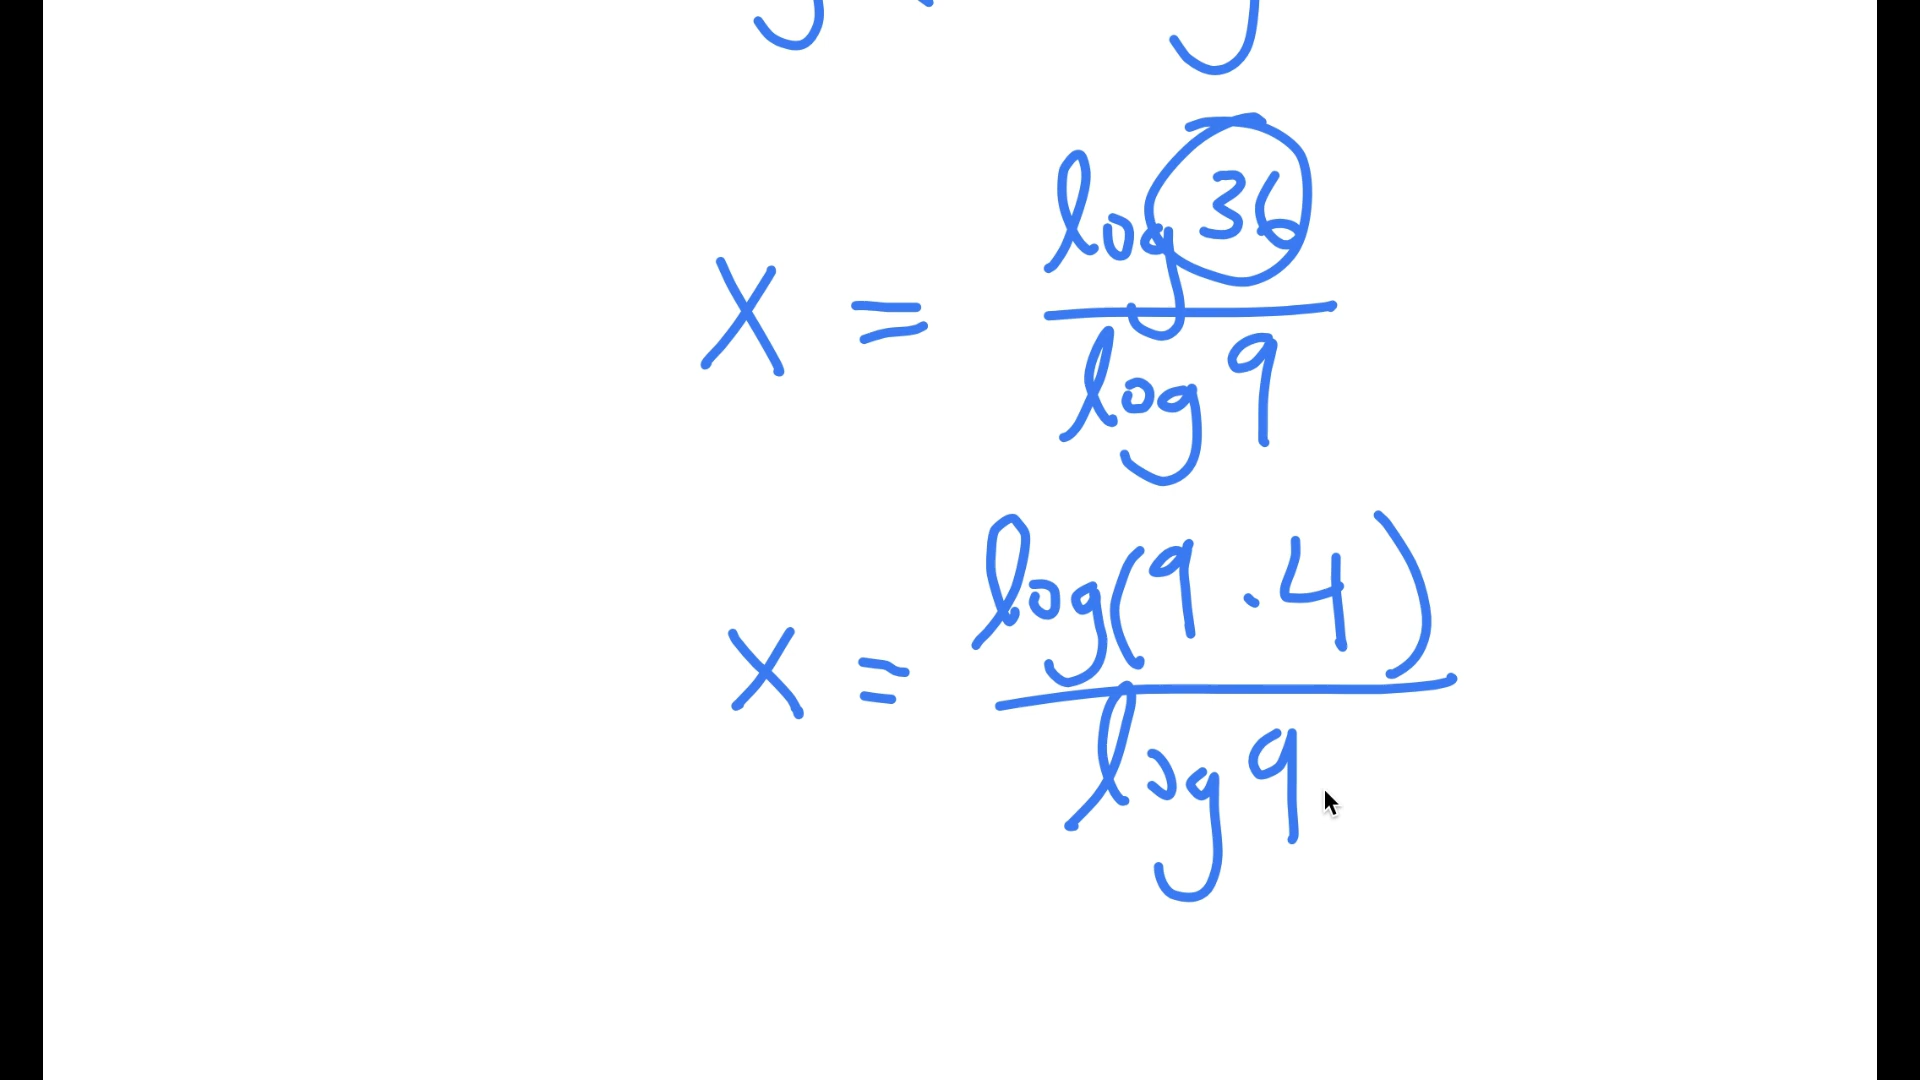 X = log 36 / log 9
X = log(9 · 4) / log 9